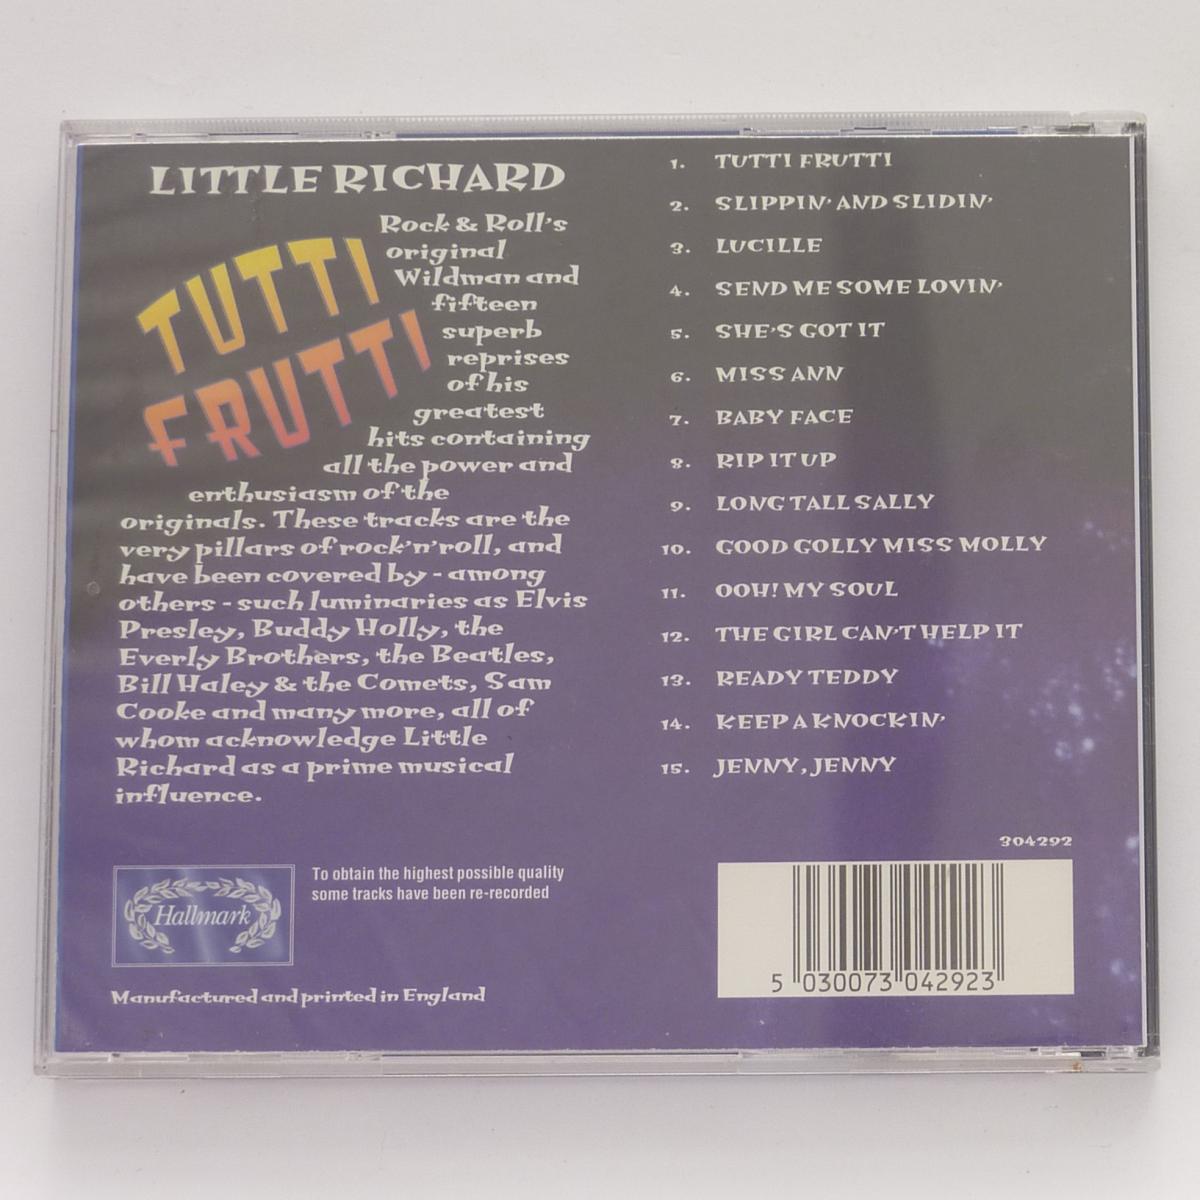 LITTLE RICHARD
TUTTI
FRUTTI
Rock & Roll's
original
Wildman and
fifteen
superb
reprises
of his
greatest
hits containing
all the power and
enthusiasm of the
originals. These tracks are the
very pillars of rock'n'roll, and
have been covered by - among
others - such luminaries as Elvis
Presley, Buddy Holly, the
Everly Brothers, the Beatles,
Bill Haley & the Comets, Sam
Cooke and many more, all of
whom acknowledge Little
Richard as a prime musical
influence.
1. TUTTI FRUTTI
2. SLIPPIN' AND SLIDIN'
3. LUCILLE
4. SEND ME SOME LOVIN'
5. SHE'S GOT IT
6. MISS ANN
7. BABY FACE
8. RIP IT UP
9. LONG TALL SALLY
10. GOOD GOLLY MISS MOLLY
11. OOH! MY SOUL
12. THE GIRL CAN'T HELP IT
13. READY TEDDY
14. KEEP A KNOCKIN'
15. JENNY, JENNY
304292
Hallmark
To obtain the highest possible quality
some tracks have been re-recorded
Manufactured and printed in England
5 030073 042923